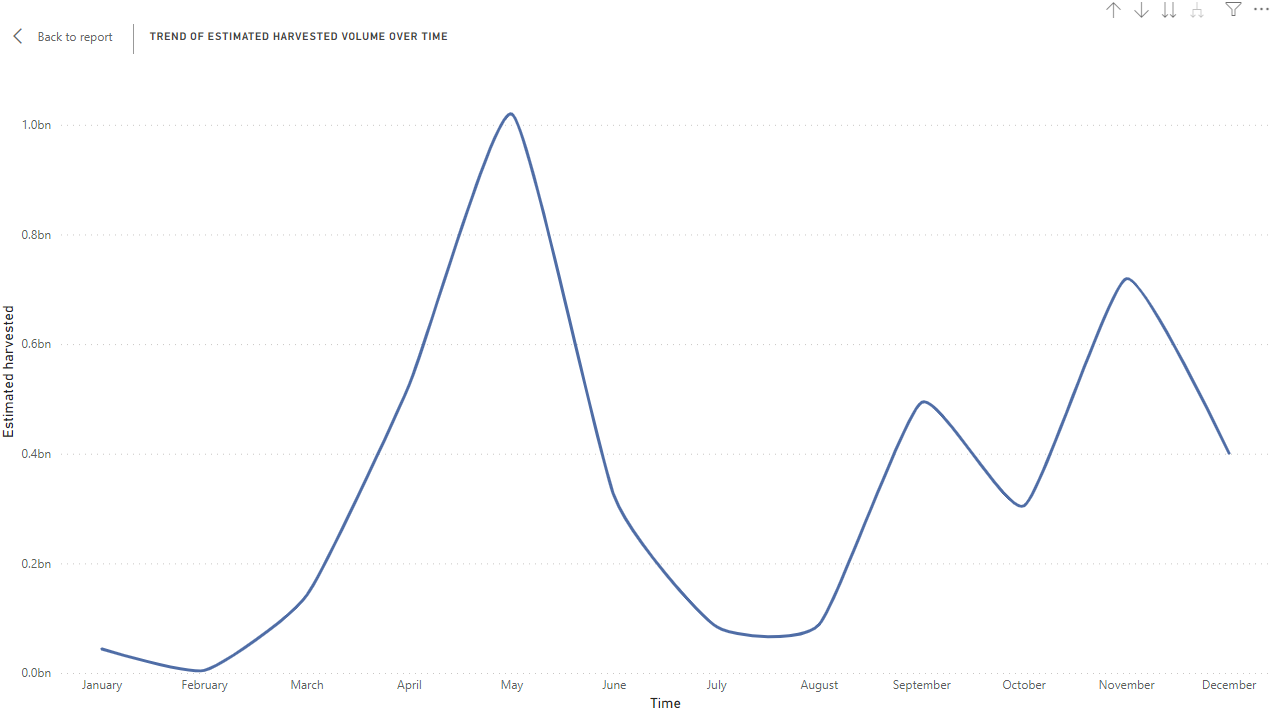 Back to report
TREND OF ESTIMATED HARVESTED VOLUME OVER TIME
Estimated harvested
1.0bn
0.8bn
0.6bn
0.4bn
0.2bn
0.0bn
January February March April May June July August September October November December
Time